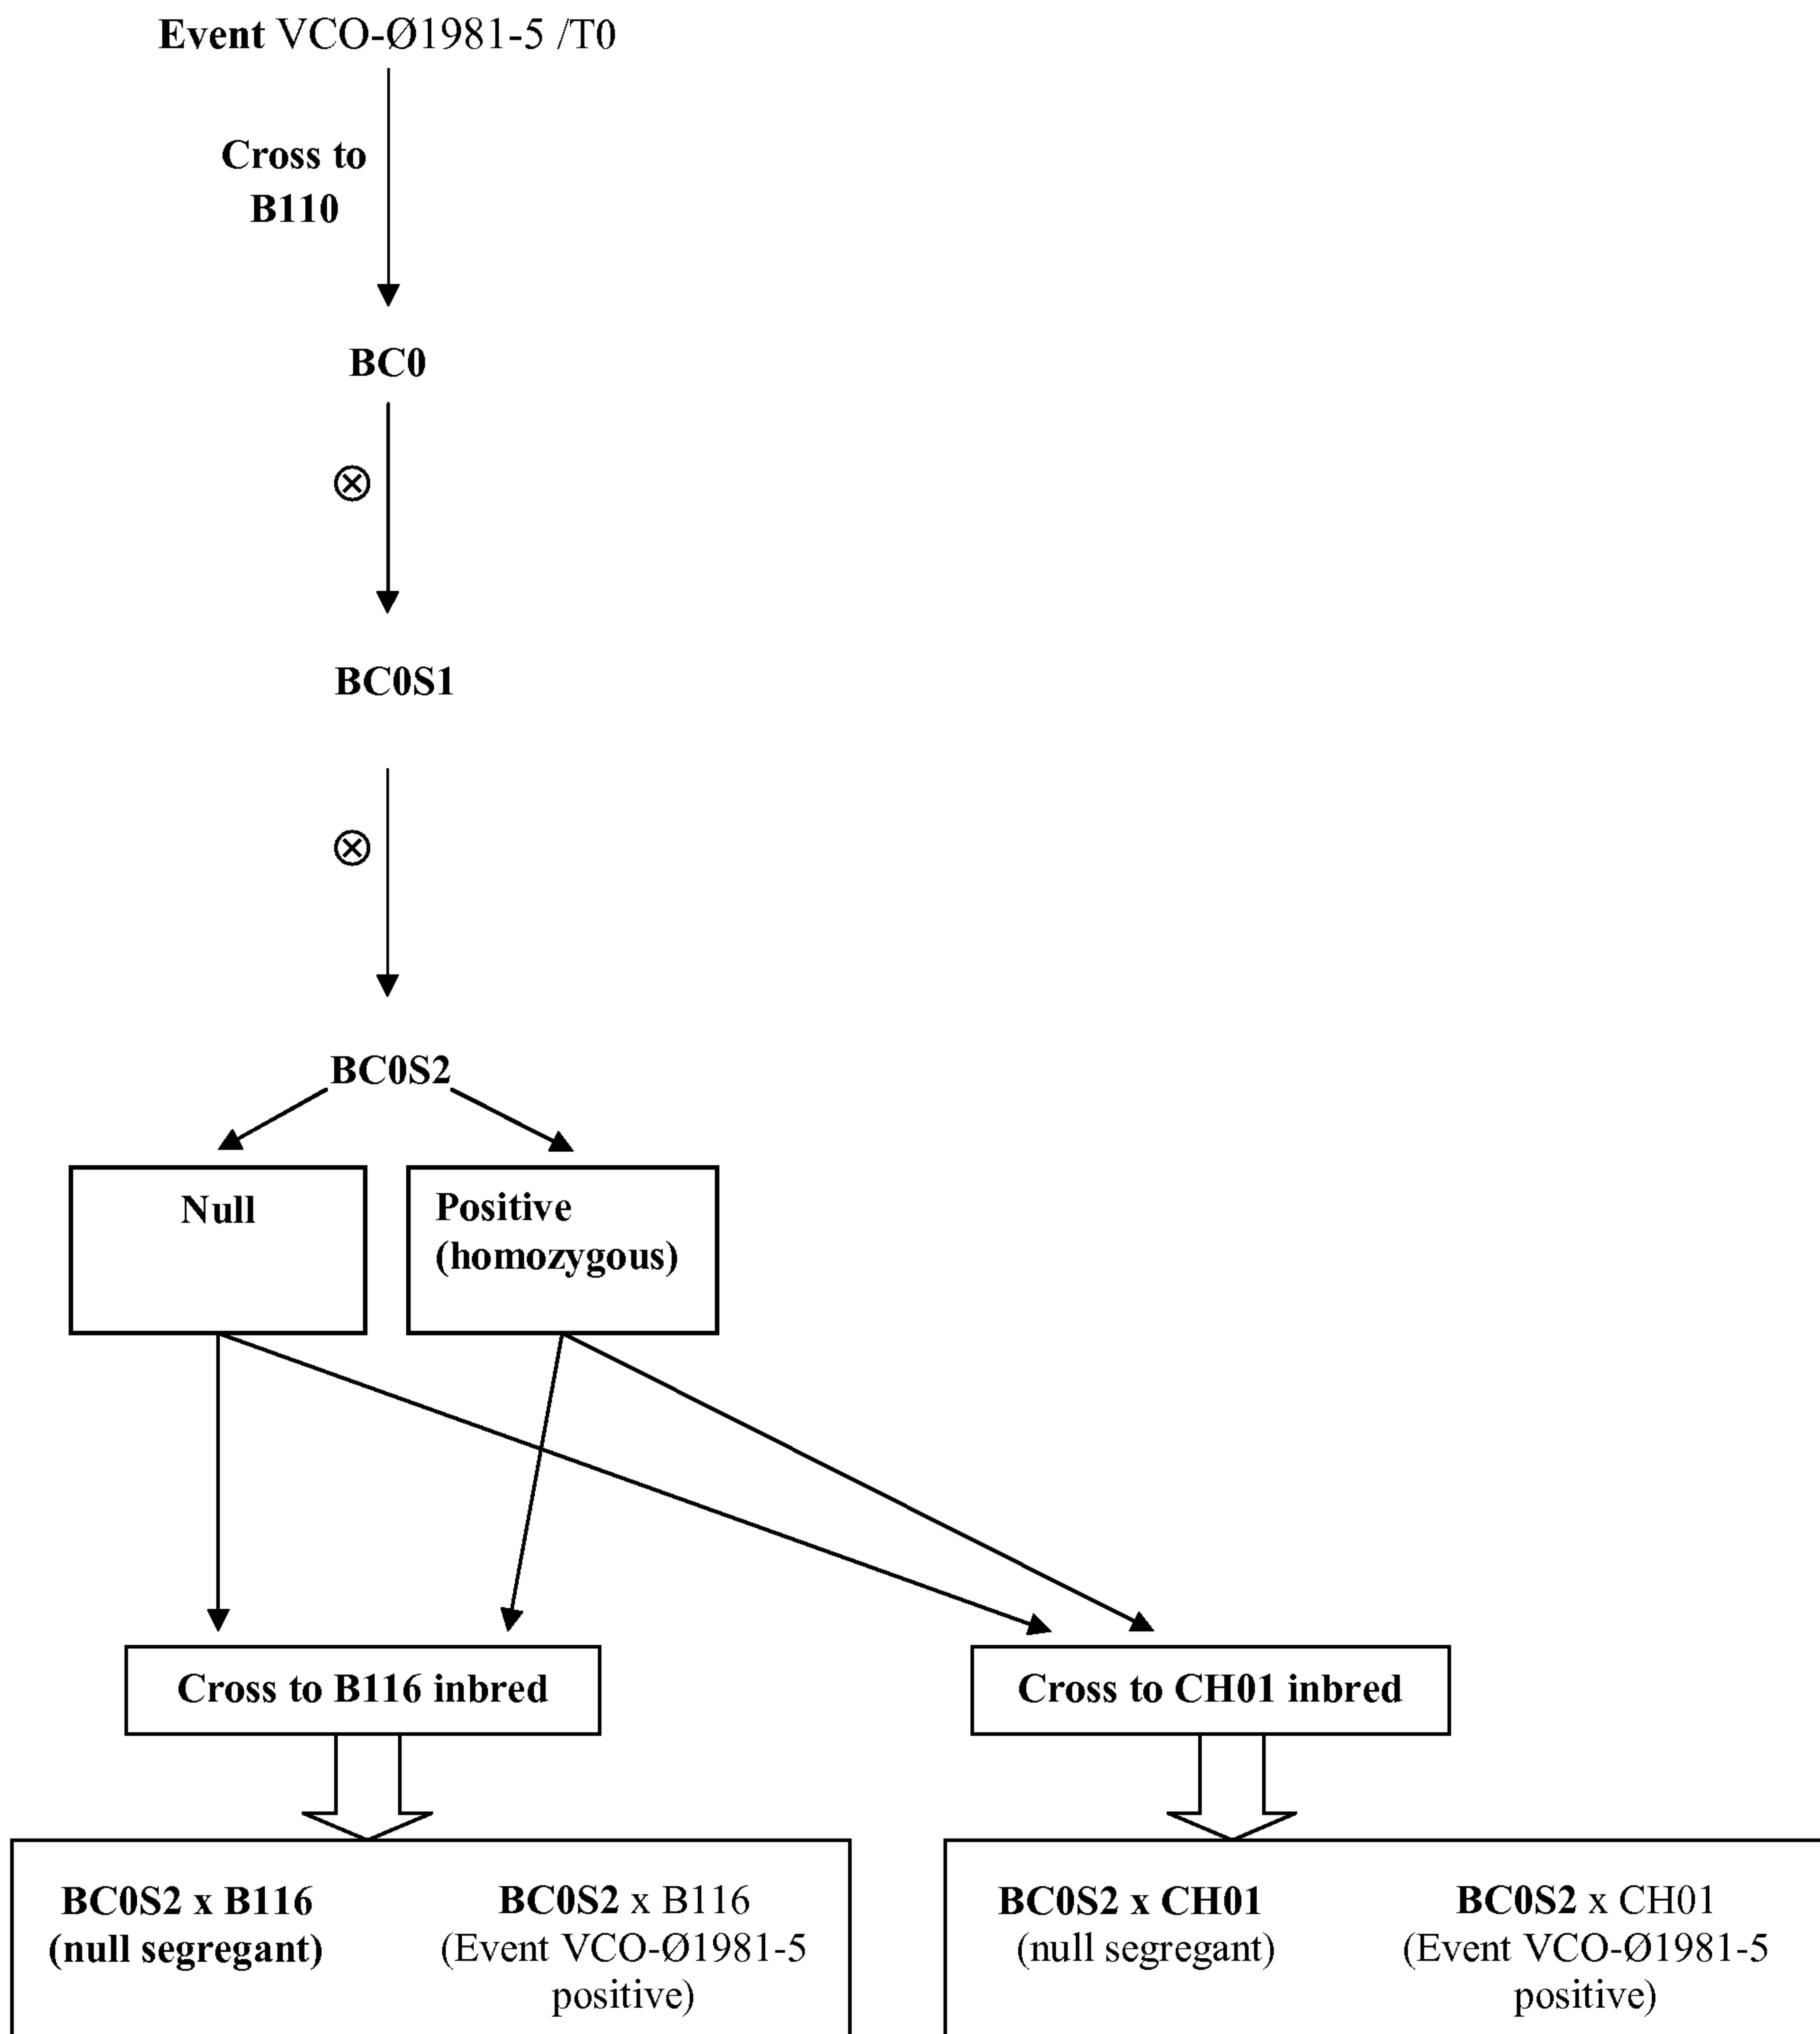 Event VCO-Ø1981-5 /T0
Cross to
B110
BC0
BC0S1
BC0S2
Null
Positive
(homozygous)
Cross to B116 inbred
Cross to CH01 inbred
BC0S2 x B116
(null segregant)
BC0S2 x B116
(Event VCO-Ø1981-5
positive)
BC0S2 x CH01
(null segregant)
BC0S2 x CH01
(Event VCO-Ø1981-5
positive)